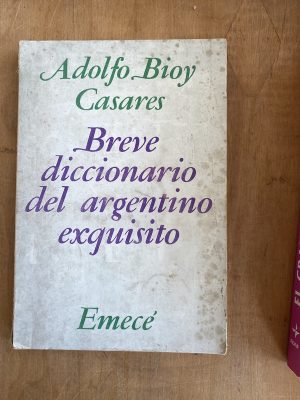 Adolfo Bioy
Casares
Breve
diccionario
del argentino
exquisito
Emecé